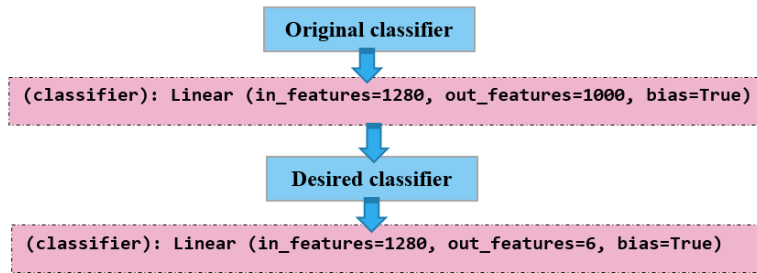 Original classifier
(classifier): Linear (in_features=1280, out_features=1000, bias=True)
Desired classifier
(classifier): Linear (in_features=1280, out_features=6, bias=True)